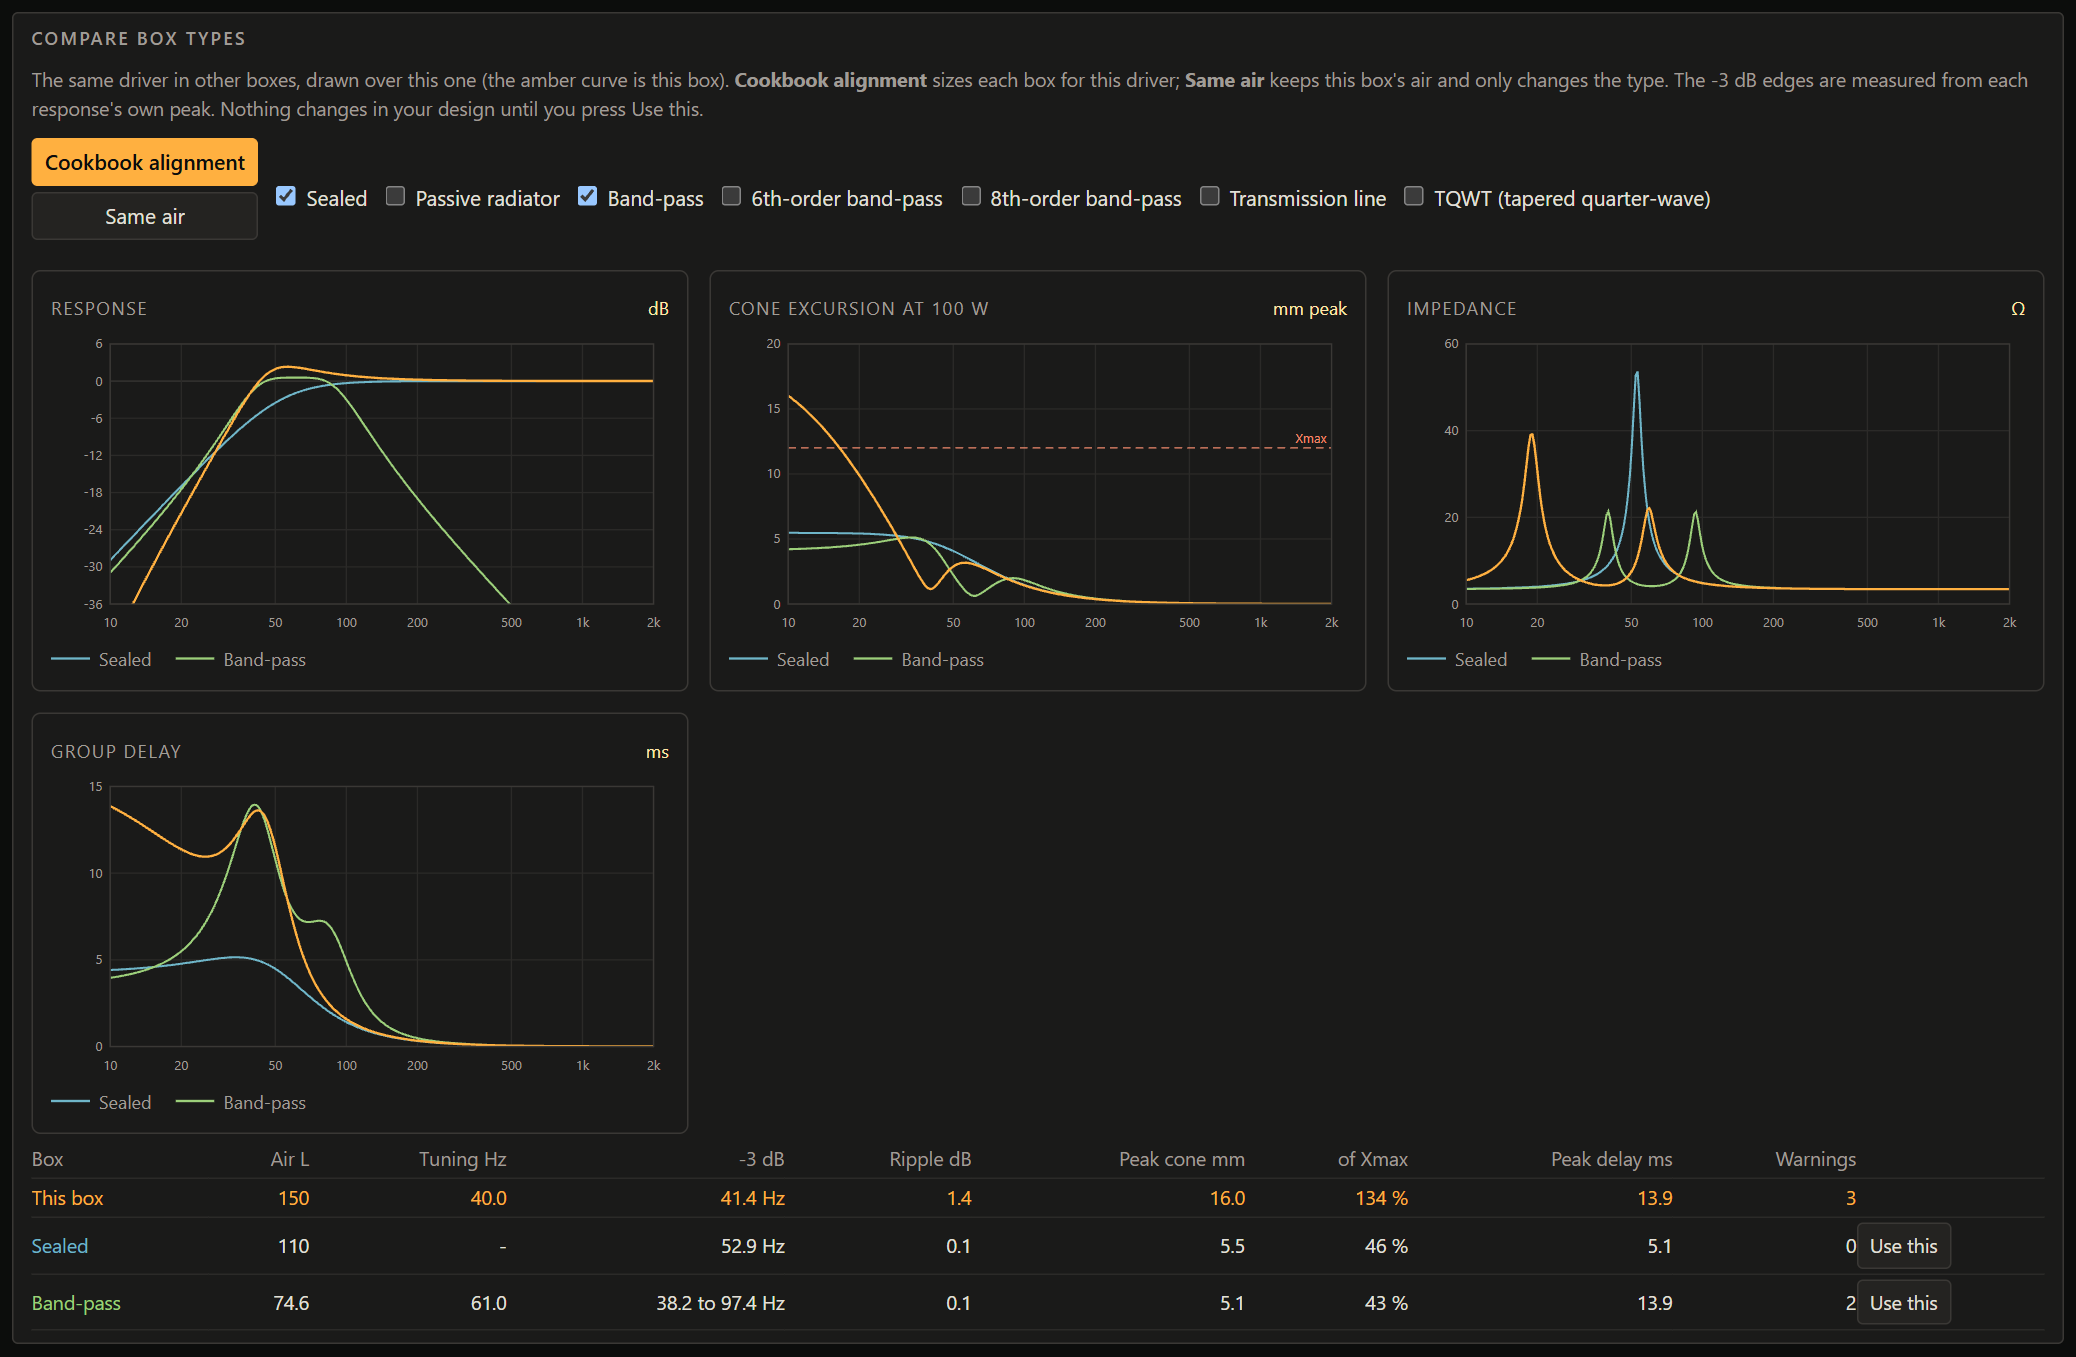 COMPARE BOX TYPES
The same driver in other boxes, drawn over this one (the amber curve is this box). Cookbook alignment sizes each box for this driver; Same air keeps this box's air and only changes the type. The -3 dB edges are measured from each
response's own peak. Nothing changes in your design until you press Use this.
Cookbook alignment
Same air
Sealed Passive radiator Band-pass 6th-order band-pass 8th-order band-pass Transmission line TQWT (tapered quarter-wave)
RESPONSE dB
6
0
-6
-12
-18
-24
-30
-36
10 20 50 100 200 500 1k 2k
Sealed Band-pass
CONE EXCURSION AT 100 W mm peak
20
15
Xmax
10
5
0
10 20 50 100 200 500 1k 2k
Sealed Band-pass
IMPEDANCE Ω
60
40
20
0
10 20 50 100 200 500 1k 2k
Sealed Band-pass
GROUP DELAY ms
15
10
5
0
10 20 50 100 200 500 1k 2k
Sealed Band-pass
Box Air L Tuning Hz -3 dB Ripple dB Peak cone mm of Xmax Peak delay ms Warnings
This box 150 40.0 41.4 Hz 1.4 16.0 134 % 13.9 3
Sealed 110 - 52.9 Hz 0.1 5.5 46 % 5.1 0 Use this
Band-pass 74.6 61.0 38.2 to 97.4 Hz 0.1 5.1 43 % 13.9 2 Use this